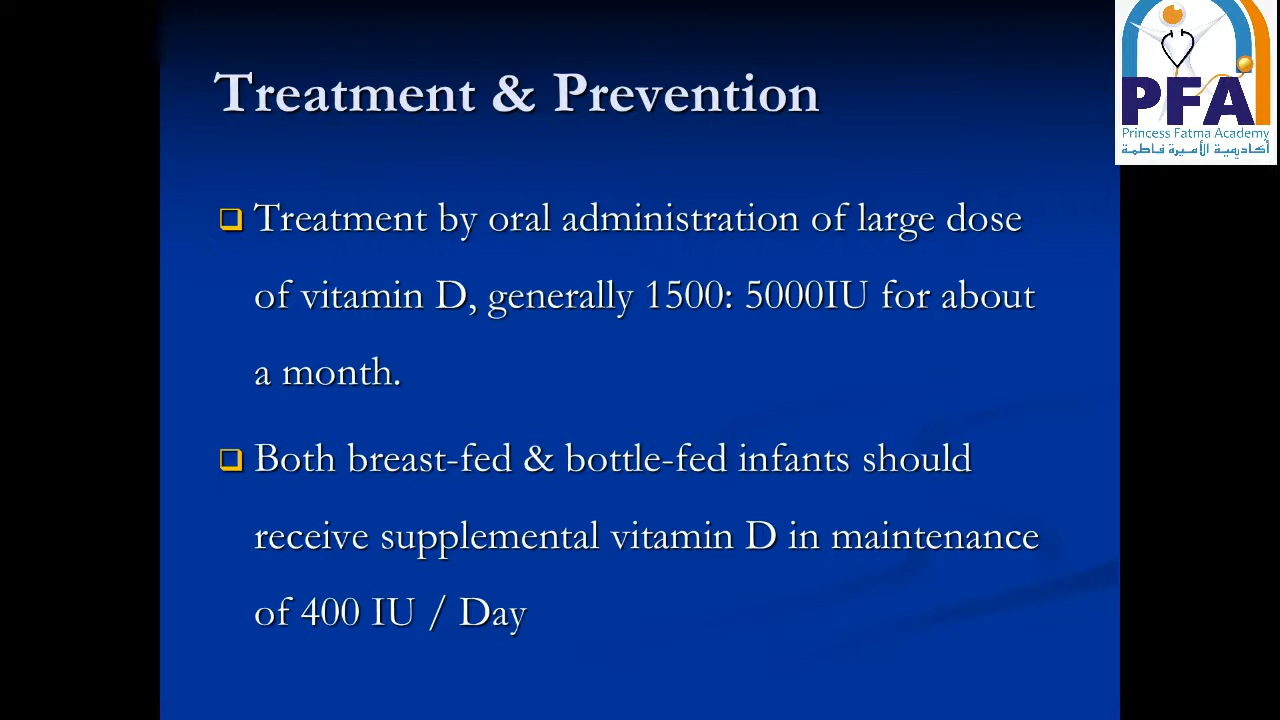 Treatment & Prevention
PFA
Princess Fatma Academy
أكاديمية الأميرة فاطمة
Treatment by oral administration of large dose
of vitamin D, generally 1500: 5000IU for about
a month.
Both breast-fed & bottle-fed infants should
receive supplemental vitamin D in maintenance
of 400 IU / Day